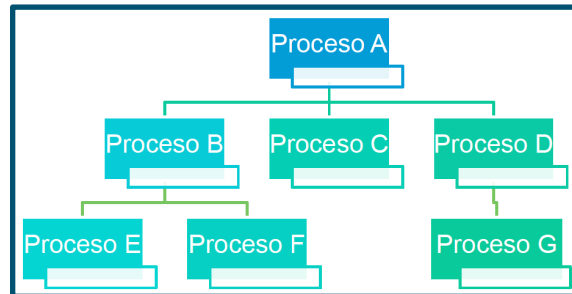 Proceso A
Proceso B
Proceso C
Proceso D
Proceso E
Proceso F
Proceso G